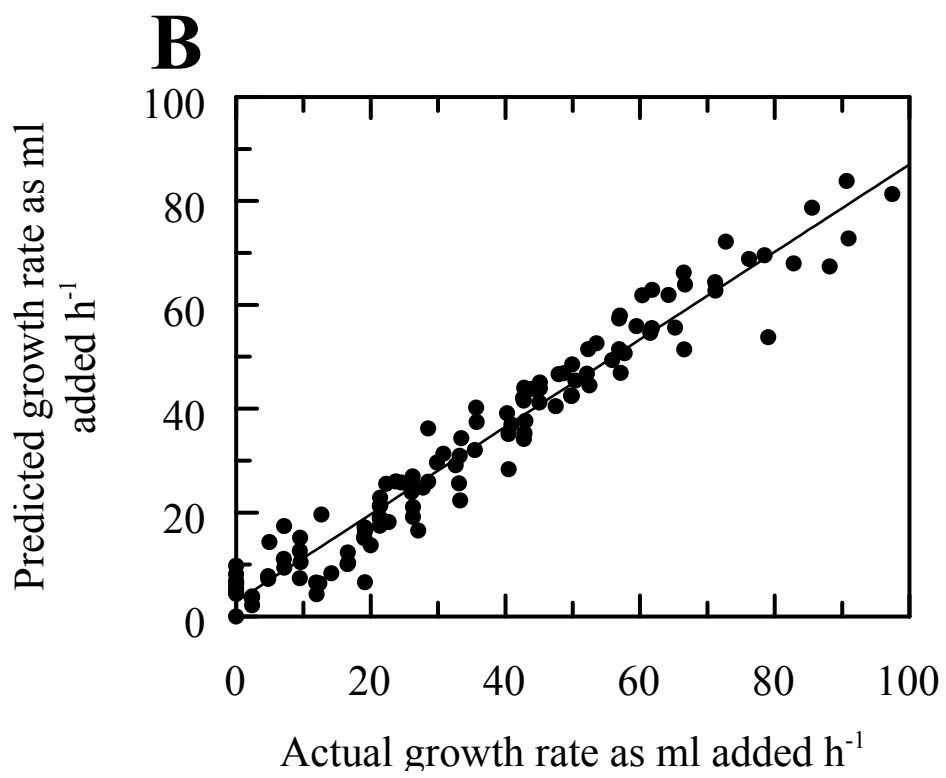 B
Predicted growth rate as ml
added h⁻¹
100
80
60
40
20
0
0 20 40 60 80 100
Actual growth rate as ml added h⁻¹